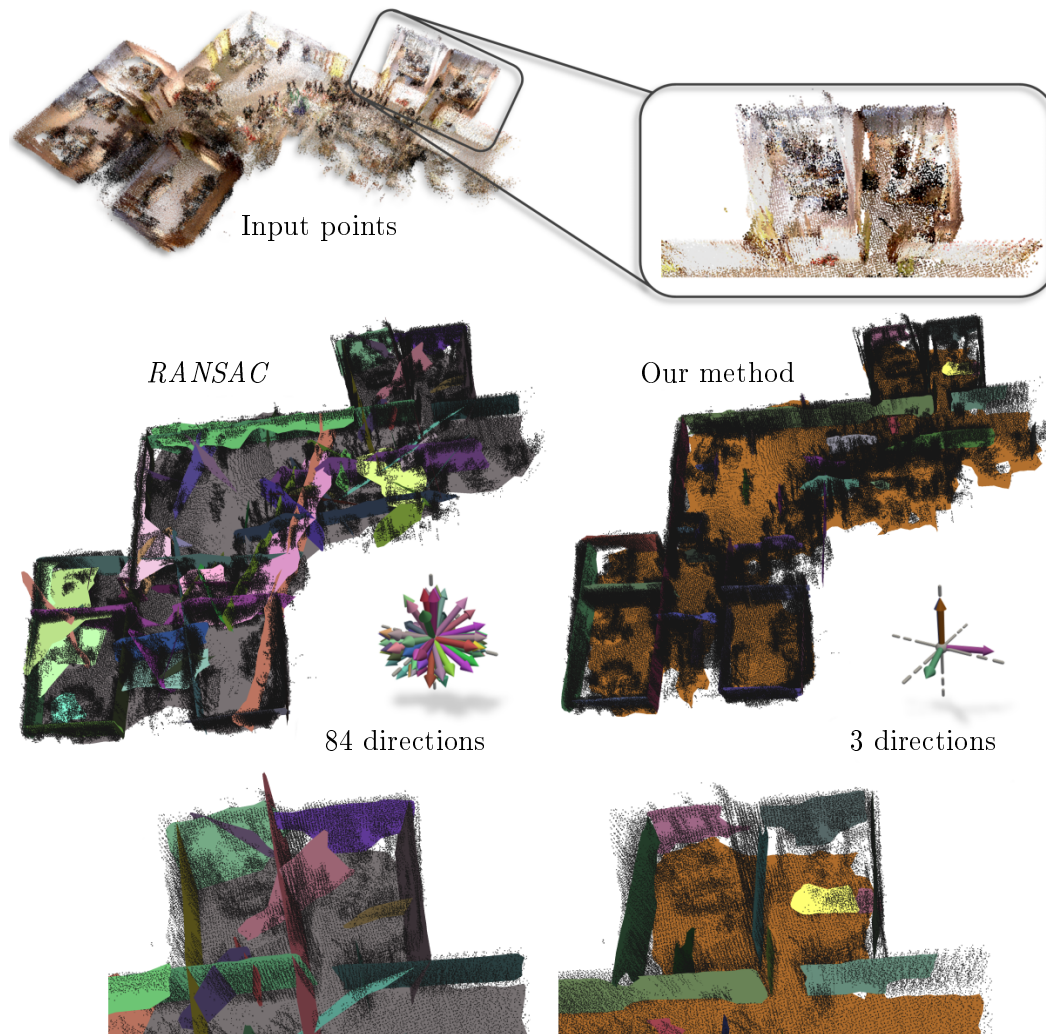 Input points
RANSAC
Our method
84 directions
3 directions